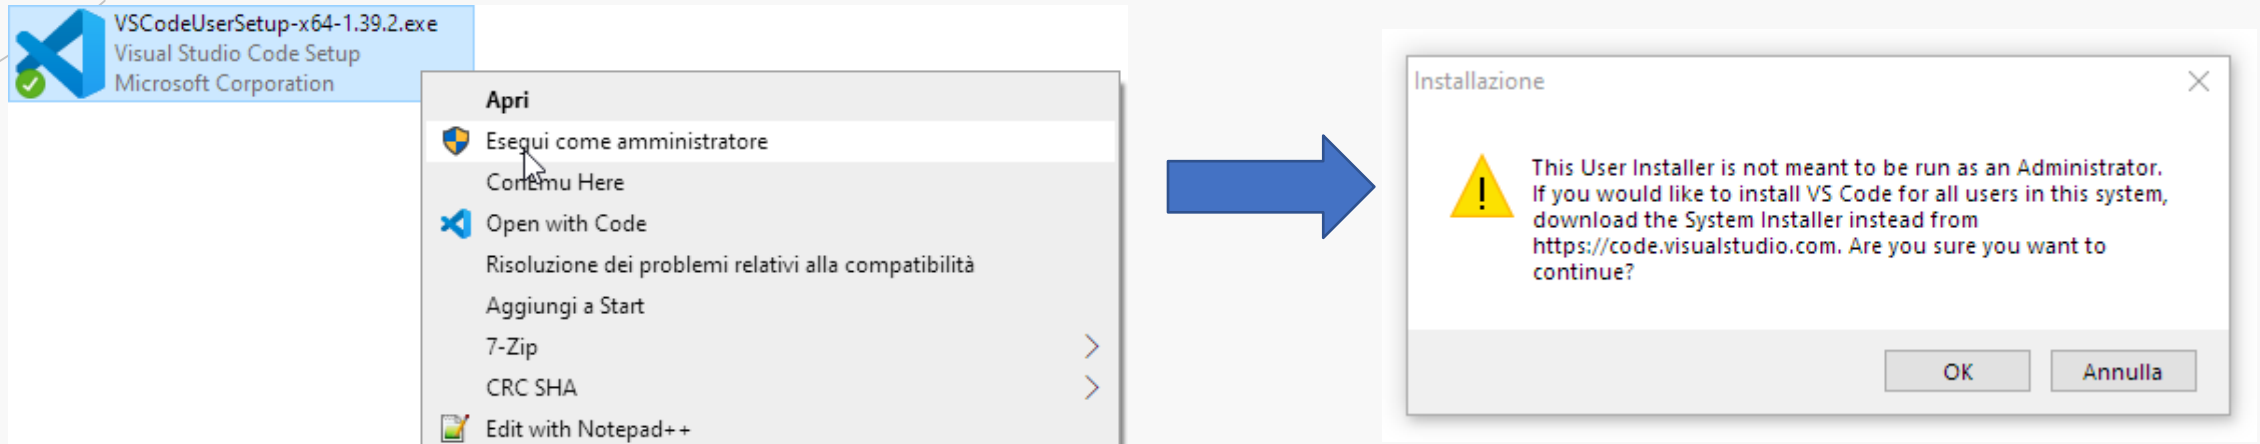 VSCodeUserSetup-x64-1.39.2.exe
Visual Studio Code Setup
Microsoft Corporation
Apri
Esegui come amministratore
ConEmu Here
Open with Code
Risoluzione dei problemi relativi alla compatibilità
Aggiungi a Start
7-Zip
CRC SHA
Edit with Notepad++
Installazione
This User Installer is not meant to be run as an Administrator.
If you would like to install VS Code for all users in this system,
download the System Installer instead from
https://code.visualstudio.com. Are you sure you want to
continue?
OK
Annulla